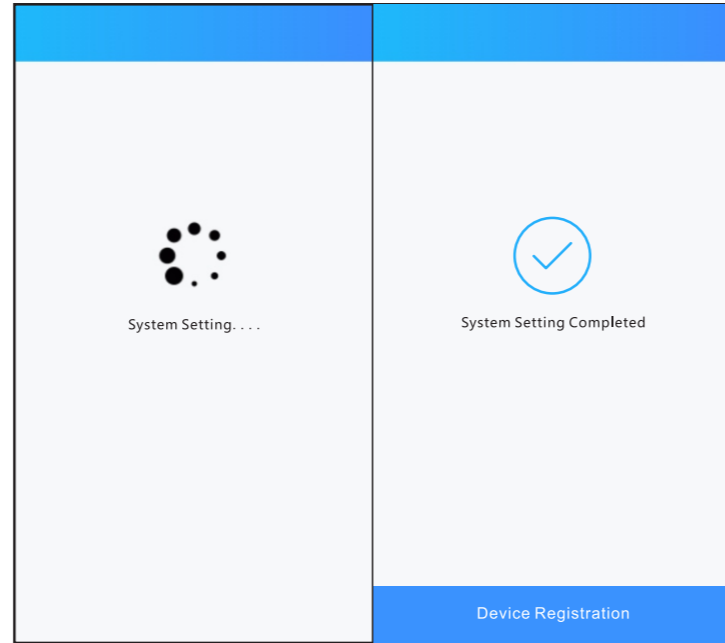 System Setting. . . .
System Setting Completed
Device Registration